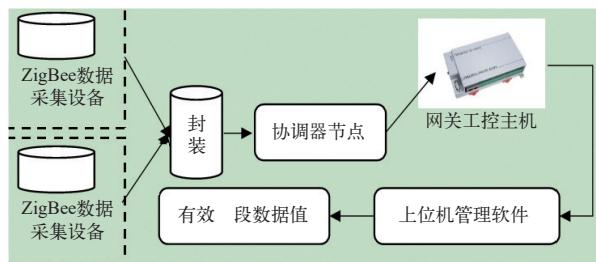 ZigBee数据
采集设备
封
装
协调器节点
网关工控主机
ZigBee数据
采集设备
有效 段数据值
上位机管理软件